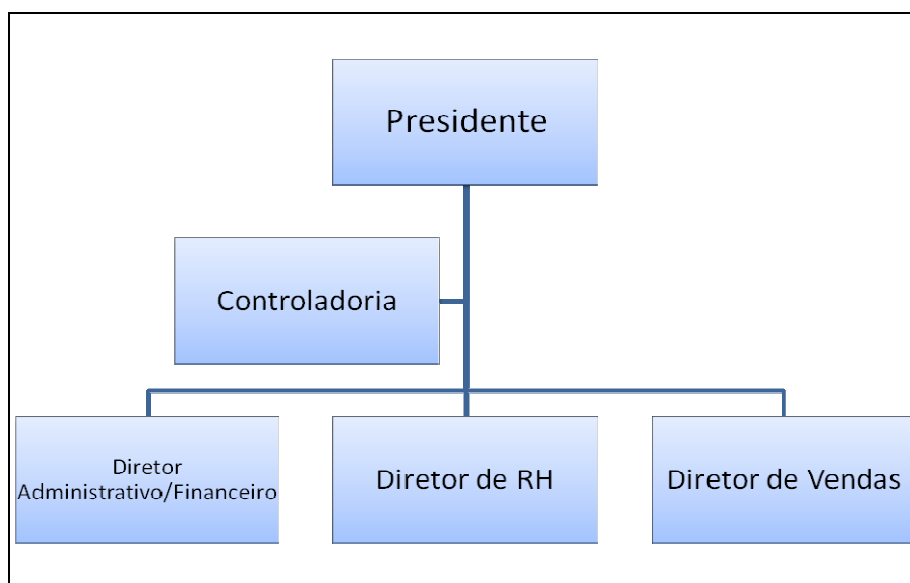 Presidente
Controladoria
Diretor
Administrativo/Financeiro
Diretor de RH
Diretor de Vendas